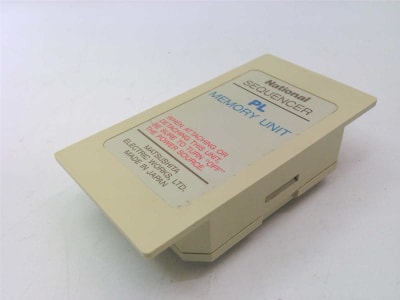 National
SEQUENCER
PL
MEMORY UNIT
WHEN ATTACHING OR
DETACHING THIS UNIT,
BE SURE TO TURN "OFF"
THE POWER SOURCE
MATSUSHITA
ELECTRIC WORKS, LTD.
MADE IN JAPAN